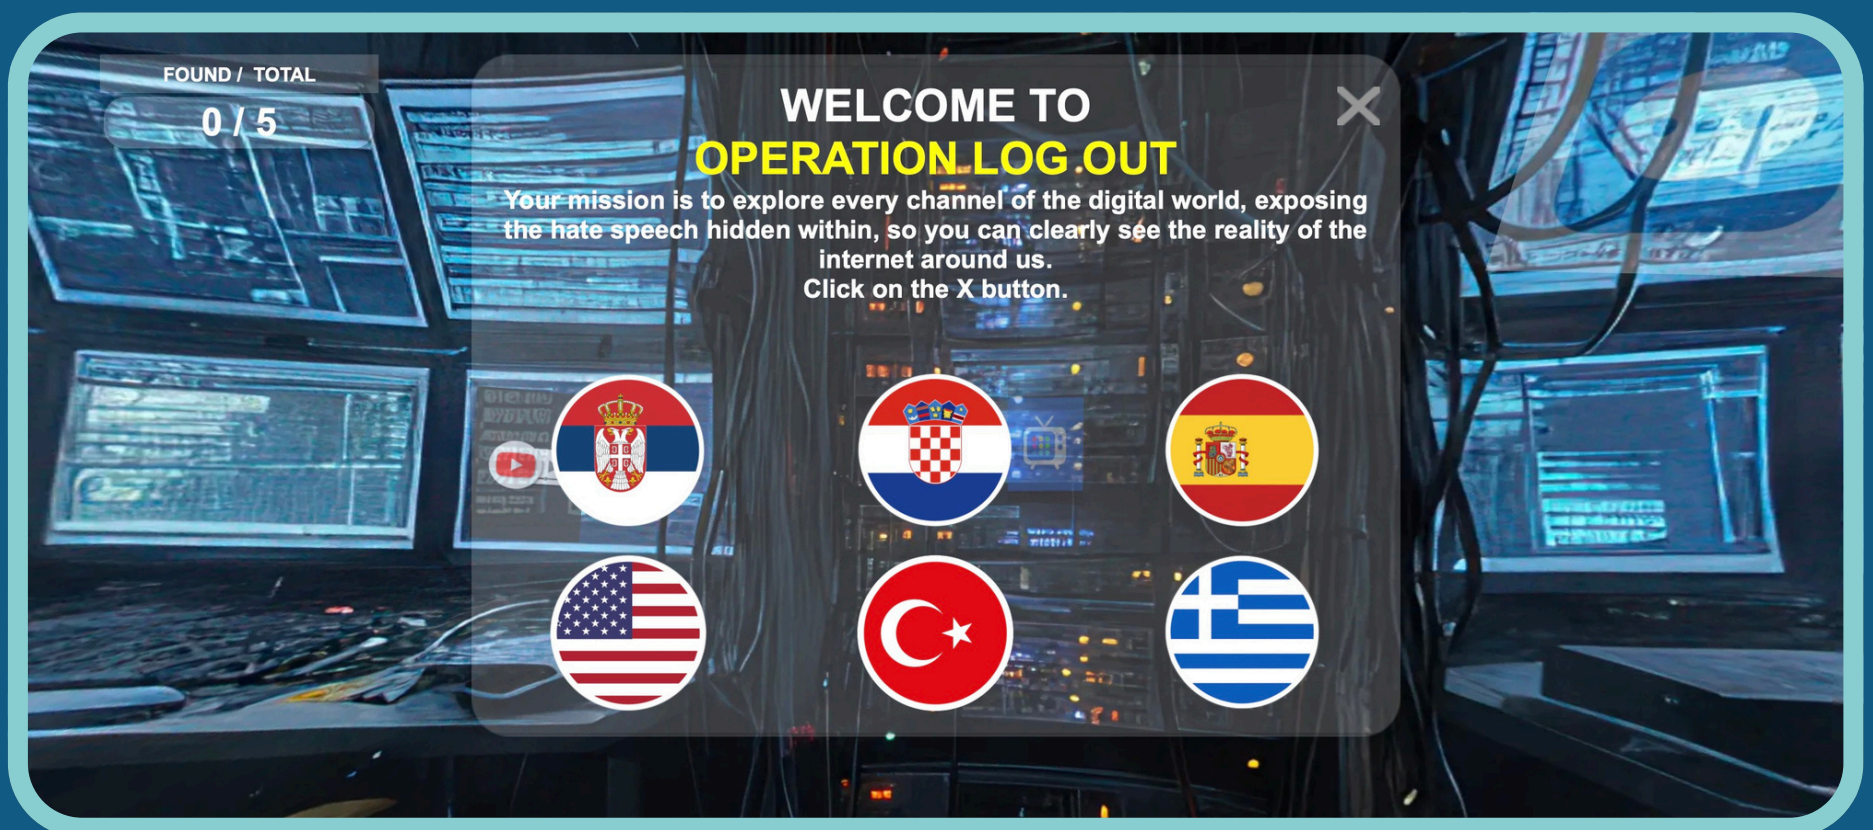 FOUND / TOTAL
0 / 5
WELCOME TO
OPERATION LOG OUT
Your mission is to explore every channel of the digital world, exposing
the hate speech hidden within, so you can clearly see the reality of the
internet around us.
Click on the X button.